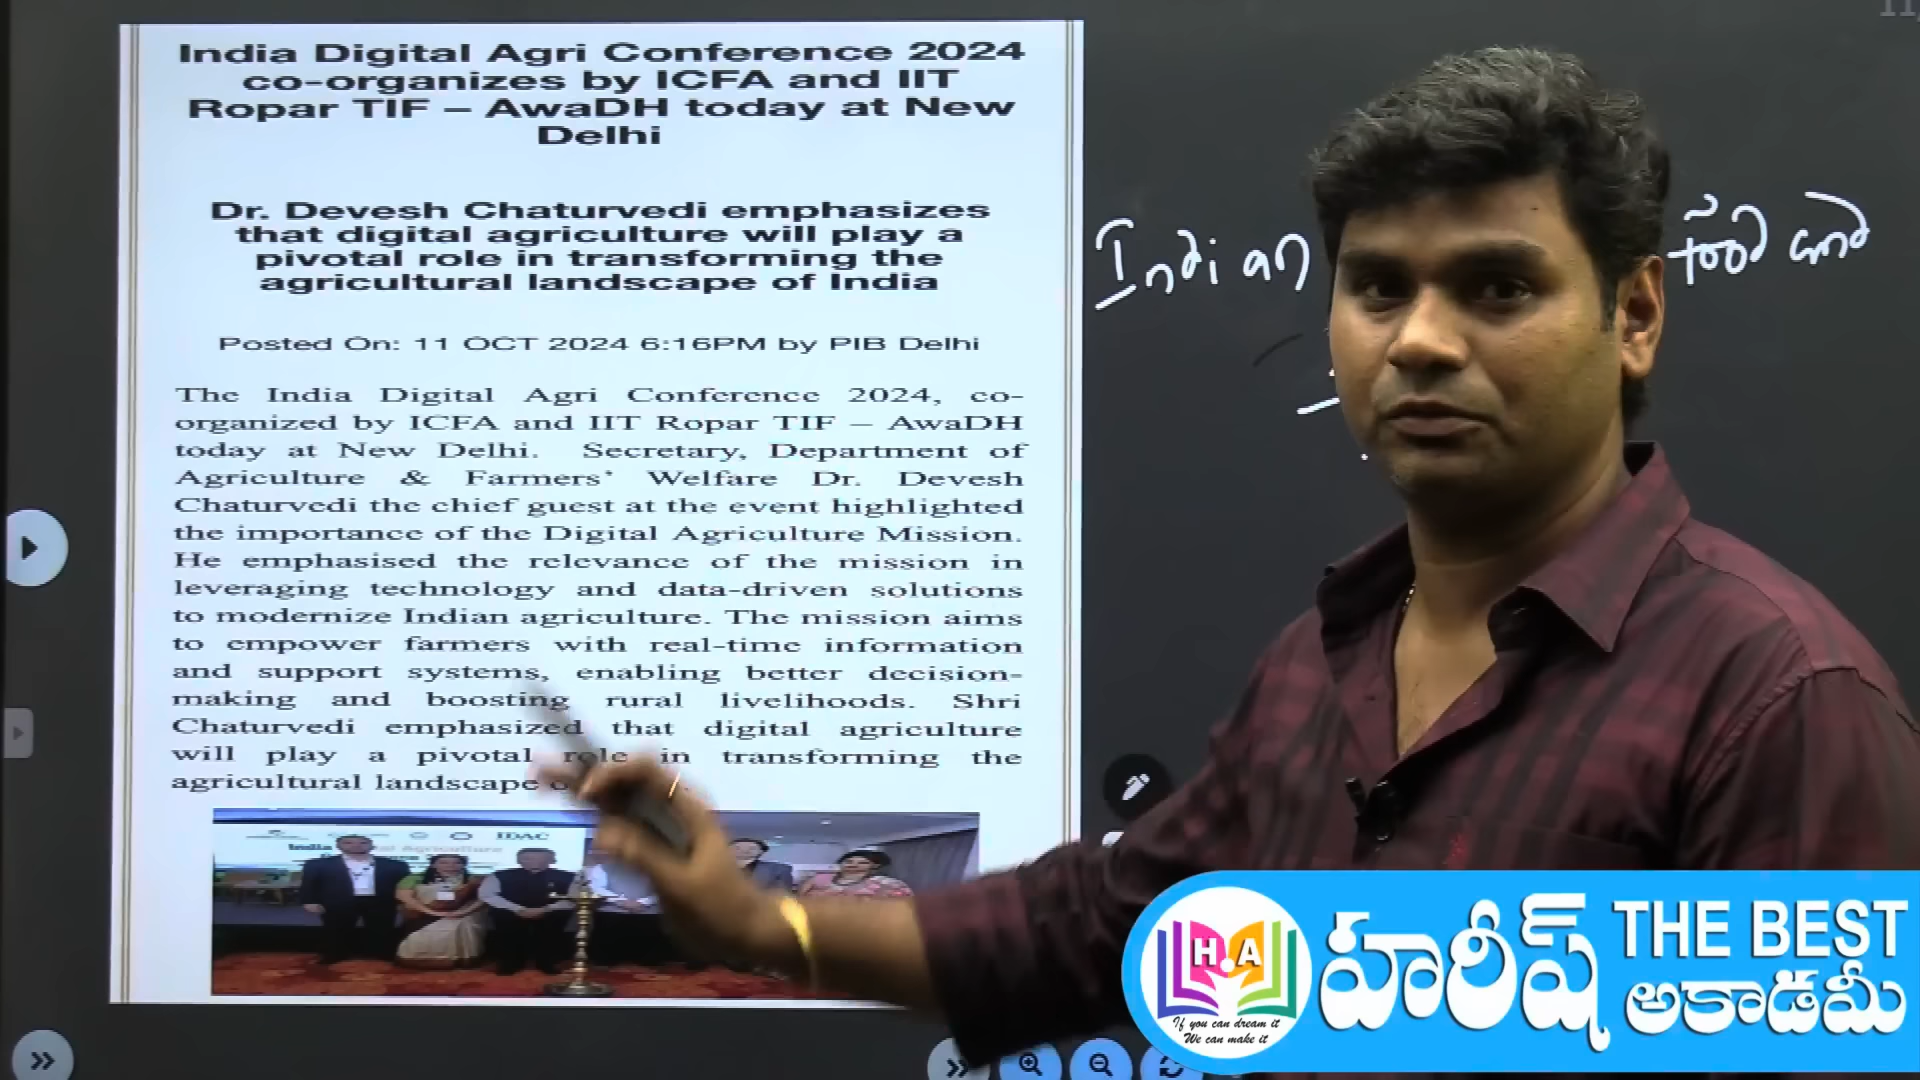 India Digital Agri Conference 2024
co-organizes by ICFA and IIT
Ropar TIF – AwaDH today at New
Delhi
Dr. Devesh Chaturvedi emphasizes
that digital agriculture will play a
pivotal role in transforming the
agricultural landscape of India
Posted On: 11 OCT 2024 6:16PM by PIB Delhi
The India Digital Agri Conference 2024, co-
organized by ICFA and IIT Ropar TIF – AwaDH
today at New Delhi. Secretary, Department of
Agriculture & Farmers' Welfare Dr. Devesh
Chaturvedi the chief guest at the event highlighted
the importance of the Digital Agriculture Mission.
He emphasised the relevance of the mission in
leveraging technology and data-driven solutions
to modernize Indian agriculture. The mission aims
to empower farmers with real-time information
and support systems, enabling better decision-
making and boosting rural livelihoods. Shri
Chaturvedi emphasized that digital agriculture
will play a pivotal role in transforming the
agricultural landscape
IDAC
India Agriculture
Indian food and
11
H.A
If you can dream it
We can make it
హరీష్ THE BEST
అకాడమీ